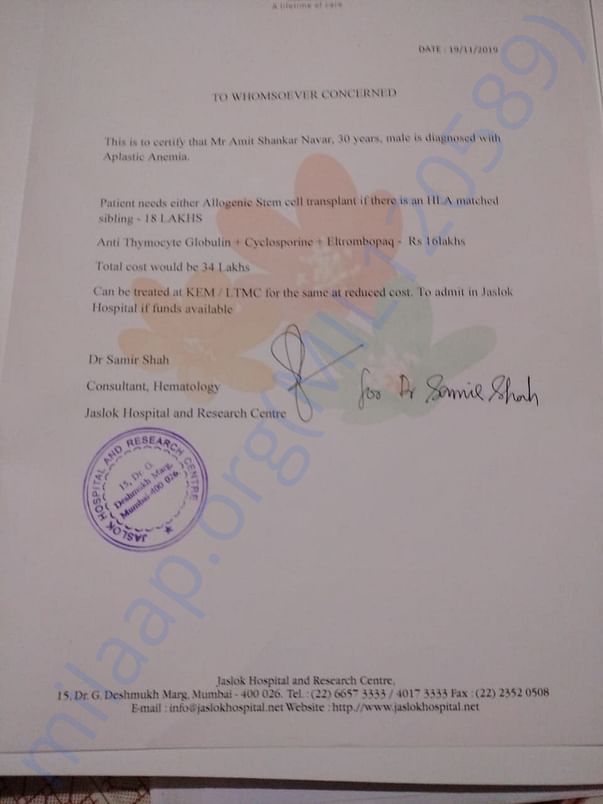 A lifetime of care
DATE : 19/11/2019
TO WHOMSOEVER CONCERNED
This is to certify that Mr Amit Shankar Navar, 30 years, male is diagnosed with
Aplastic Anemia.
Patient needs either Allogenic Stem cell transplant if there is an HLA matched
sibling - 18 LAKHS
Anti Thymocyte Globulin + Cyclosporine + Eltrombopaq - Rs 16lakhs
Total cost would be 34 Lakhs
Can be treated at KEM / LTMC for the same at reduced cost. To admit in Jaslok
Hospital if funds available
Dr Samir Shah
Consultant, Hematology
Jaslok Hospital and Research Centre
for Dr Samir Shah
JASLOK HOSPITAL AND RESEARCH CENTRE
15, Dr. G.
Deshmukh Marg,
Mumbai-400 026.
Jaslok Hospital and Research Centre,
15, Dr. G. Deshmukh Marg, Mumbai - 400 026. Tel. : (22) 6657 3333 / 4017 3333 Fax : (22) 2352 0508
E-mail : info@jaslokhospital.net Website : http.//www.jaslokhospital.net
milaap.org(MIL120589)